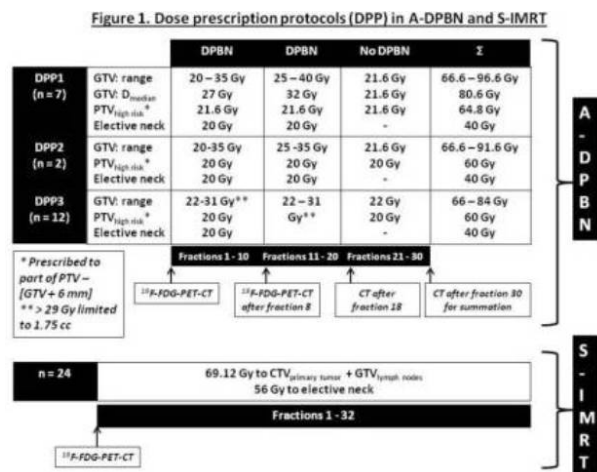 Figure 1. Dose prescription protocols (DPP) in A-DPBN and S-IMRT
DPBN DPBN No DPBN Σ
DPP1 (n = 7)
GTV: range 20 – 35 Gy 25 – 40 Gy 21.6 Gy 66.6 – 96.6 Gy
GTV: Dmedian 27 Gy 32 Gy 21.6 Gy 80.6 Gy
PTVhigh risk* 21.6 Gy 21.6 Gy 21.6 Gy 64.8 Gy
Elective neck 20 Gy 20 Gy - 40 Gy
DPP2 (n = 2)
GTV: range 20-35 Gy 25 -35 Gy 21.6 Gy 66.6 – 91.6 Gy
PTVhigh risk* 20 Gy 20 Gy 20 Gy 60 Gy
Elective neck 20 Gy 20 Gy - 40 Gy
DPP3 (n = 12)
GTV: range 22-31 Gy** 22 – 31 Gy** 22 Gy 66 – 84 Gy
PTVhigh risk* 20 Gy 20 Gy 60 Gy
Elective neck 20 Gy - 40 Gy
Fractions 1 - 10 Fractions 11 - 20 Fractions 21 - 30
* Prescribed to
part of PTV –
[GTV + 6 mm]
** > 29 Gy limited
to 1.75 cc
18F-FDG-PET-CT
18F-FDG-PET-CT
after fraction 8
CT after
fraction 18
CT after fraction 30
for summation
A-DPBN
n = 24
69.12 Gy to CTVprimary tumor + GTVlymph nodes
56 Gy to elective neck
Fractions 1 - 32
18F-FDG-PET-CT
S-IMRT